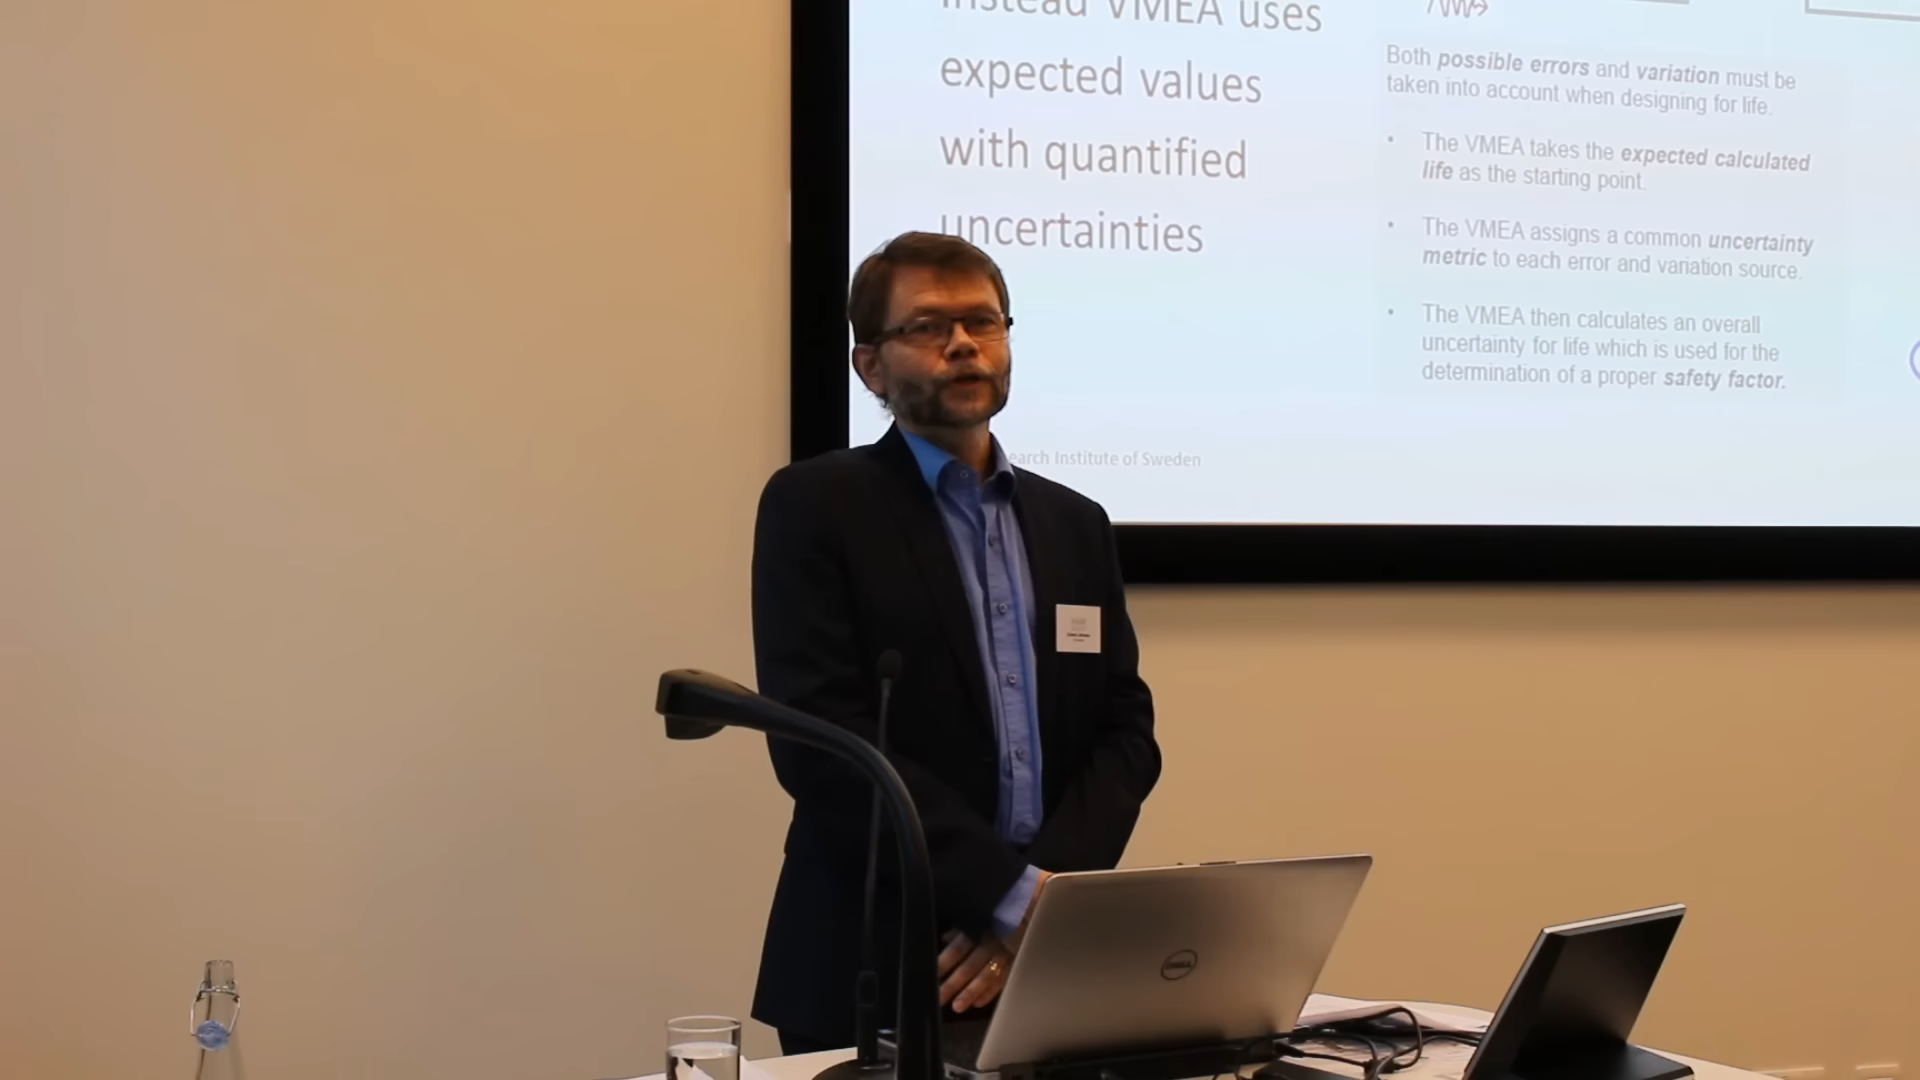 Instead VMEA uses
expected values
with quantified
uncertainties
Both possible errors and variation must be
taken into account when designing for life.
• The VMEA takes the expected calculated
life as the starting point.
• The VMEA assigns a common uncertainty
metric to each error and variation source.
• The VMEA then calculates an overall
uncertainty for life which is used for the
determination of a proper safety factor.
earch Institute of Sweden
DELL